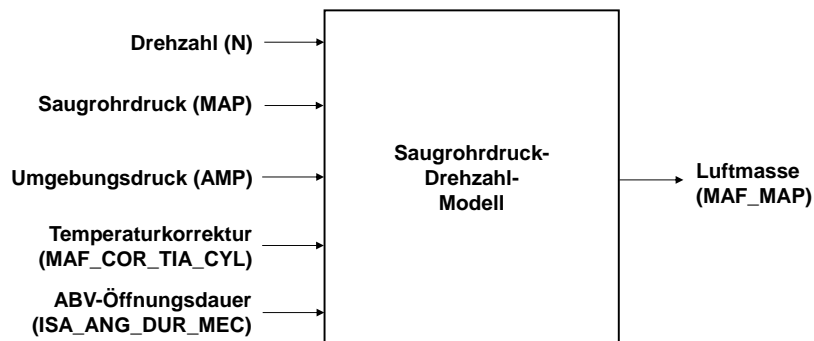 Drehzahl (N)
Saugrohrdruck (MAP)
Umgebungsdruck (AMP)
Temperaturkorrektur
(MAF_COR_TIA_CYL)
ABV-Öffnungsdauer
(ISA_ANG_DUR_MEC)
Saugrohrdruck-
Drehzahl-
Modell
Luftmasse
(MAF_MAP)